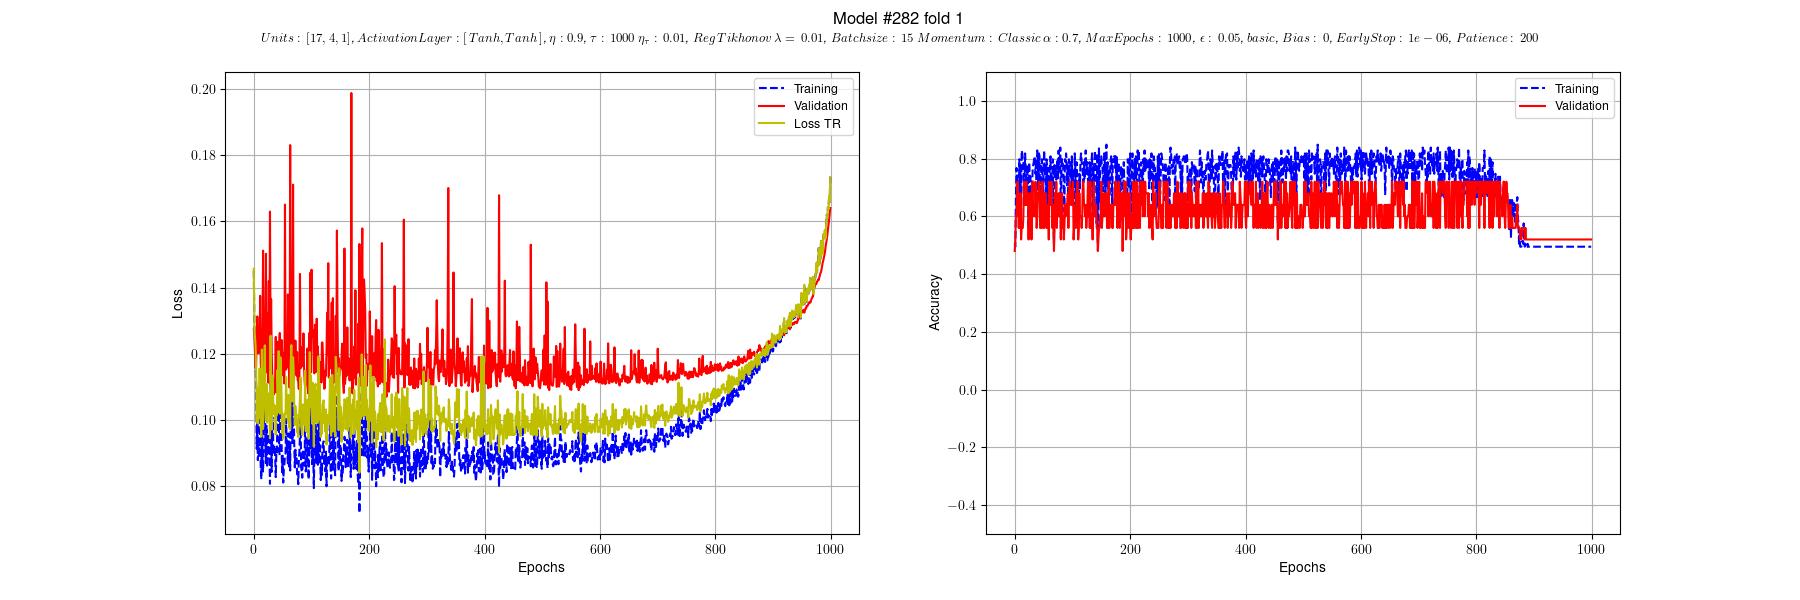 Model #282 fold 1
Units : [17, 4, 1], ActivationLayer : [Tanh, Tanh], η : 0.9, τ : 1000 ητ : 0.01, RegTikhonov λ = 0.01, Batchsize : 15 Momentum : Classic α : 0.7, MaxEpochs : 1000, ϵ : 0.05, basic, Bias : 0, EarlyStop : 1e − 06, Patience : 200
Loss
0.20
0.18
0.16
0.14
0.12
0.10
0.08
Training
Validation
Loss TR
0 200 400 600 800 1000
Epochs
Accuracy
1.0
0.8
0.6
0.4
0.2
0.0
−0.2
−0.4
Training
Validation
0 200 400 600 800 1000
Epochs